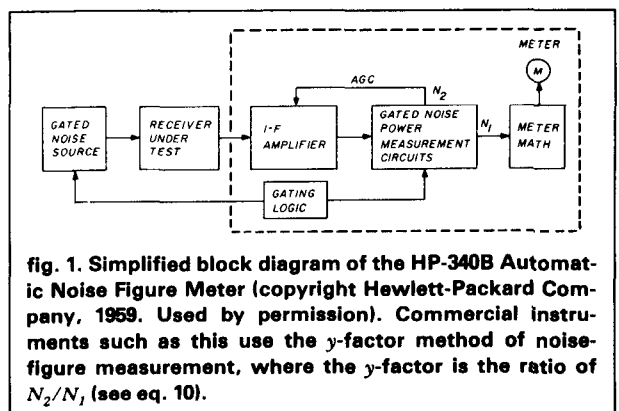 METER
M
AGC
N2
GATED
NOISE
SOURCE
RECEIVER
UNDER
TEST
I-F
AMPLIFIER
GATED NOISE
POWER
MEASUREMENT
CIRCUITS
N1
METER
MATH
GATING
LOGIC
fig. 1. Simplified block diagram of the HP-340B Automat-
ic Noise Figure Meter (copyright Hewlett-Packard Com-
pany, 1959. Used by permission). Commercial instru-
ments such as this use the y-factor method of noise-
figure measurement, where the y-factor is the ratio of
N2/N1 (see eq. 10).